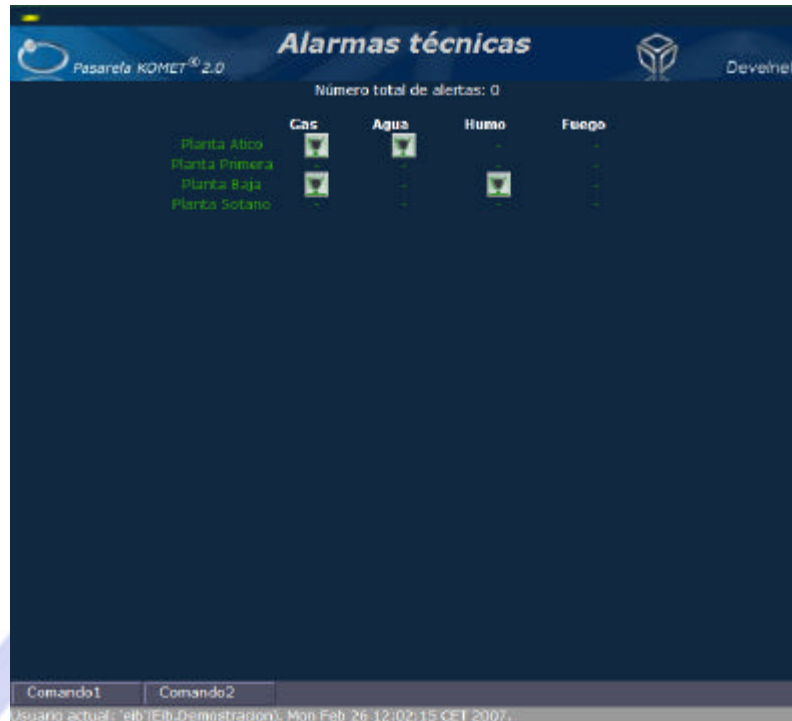 Alarmas técnicas
Pasarela KOMET® 2.0
Develnet
Número total de alertas: 0
Gas Agua Humo Fuego
Planta Atico - -
Planta Primera - - - -
Planta Baja - -
Planta Sotano - - - -
Comando1 Comando2
Usuario actual: 'eib'(Eib.Demostracion). Mon Feb 26 12:02:15 CET 2007.